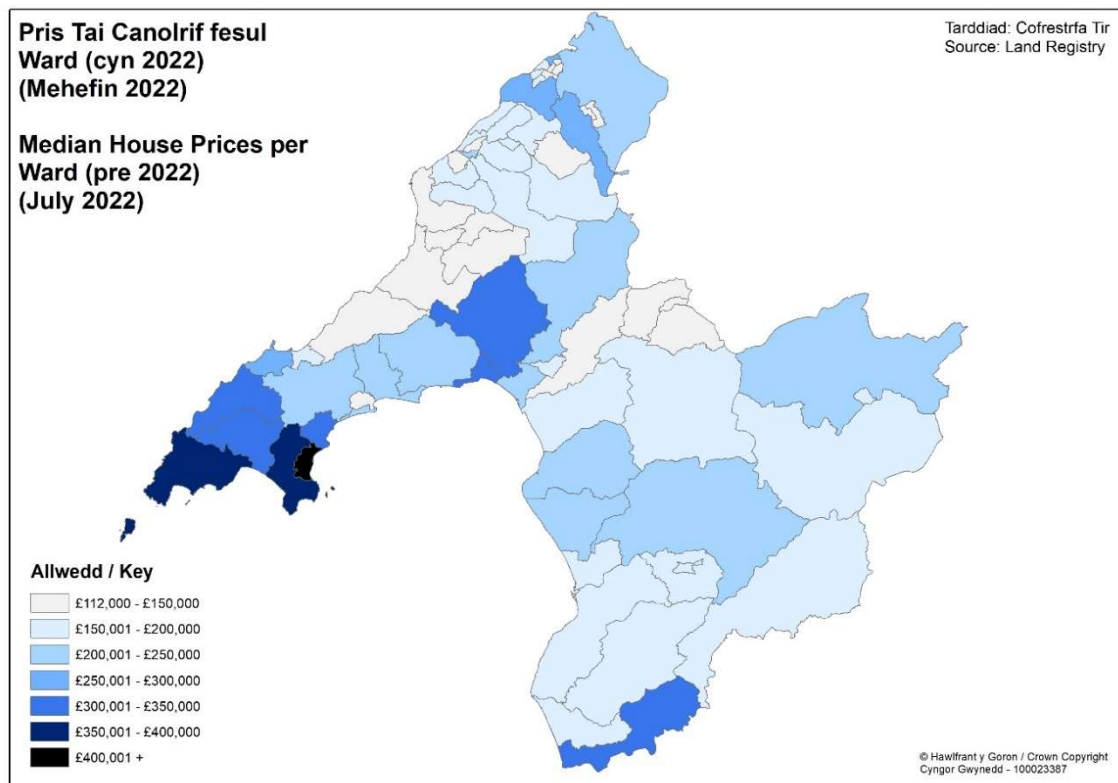 Pris Tai Canolrif fesul
Ward (cyn 2022)
(Mehefin 2022)
Median House Prices per
Ward (pre 2022)
(July 2022)
Tarddiad: Cofrestrfa Tir
Source: Land Registry
Allwedd / Key
£112,000 - £150,000
£150,001 - £200,000
£200,001 - £250,000
£250,001 - £300,000
£300,001 - £350,000
£350,001 - £400,000
£400,001 +
© Hawlfraint y Goron / Crown Copyright
Cyngor Gwynedd - 100023387